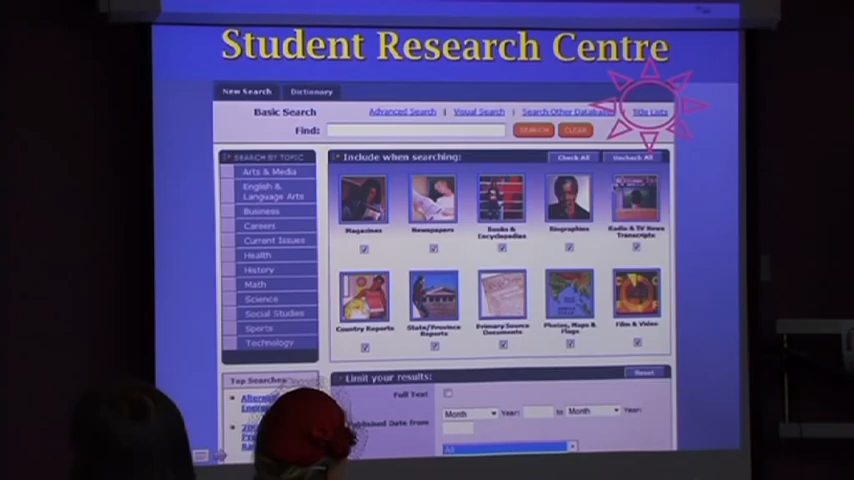 Student Research Centre
New Search
Dictionary
Basic Search
Advanced Search | Visual Search | Search Other Databases | Title Lists
Find:
SEARCH
CLEAR
SEARCH BY TOPIC
Arts & Media
English &
Language Arts
Business
Careers
Current Issues
Health
History
Math
Science
Social Studies
Sports
Technology
Include when searching:
Check All
Uncheck All
Magazines
Newspapers
Books &
Encyclopedias
Biographies
Radio & TV News
Transcripts
Country Reports
State/Province
Reports
Primary Source
Documents
Photos, Maps &
Flags
Film & Video
Top Searches
Limit your results:
Reset
Full Text
Published Date from
Month
Year:
to
Month
Year:
All